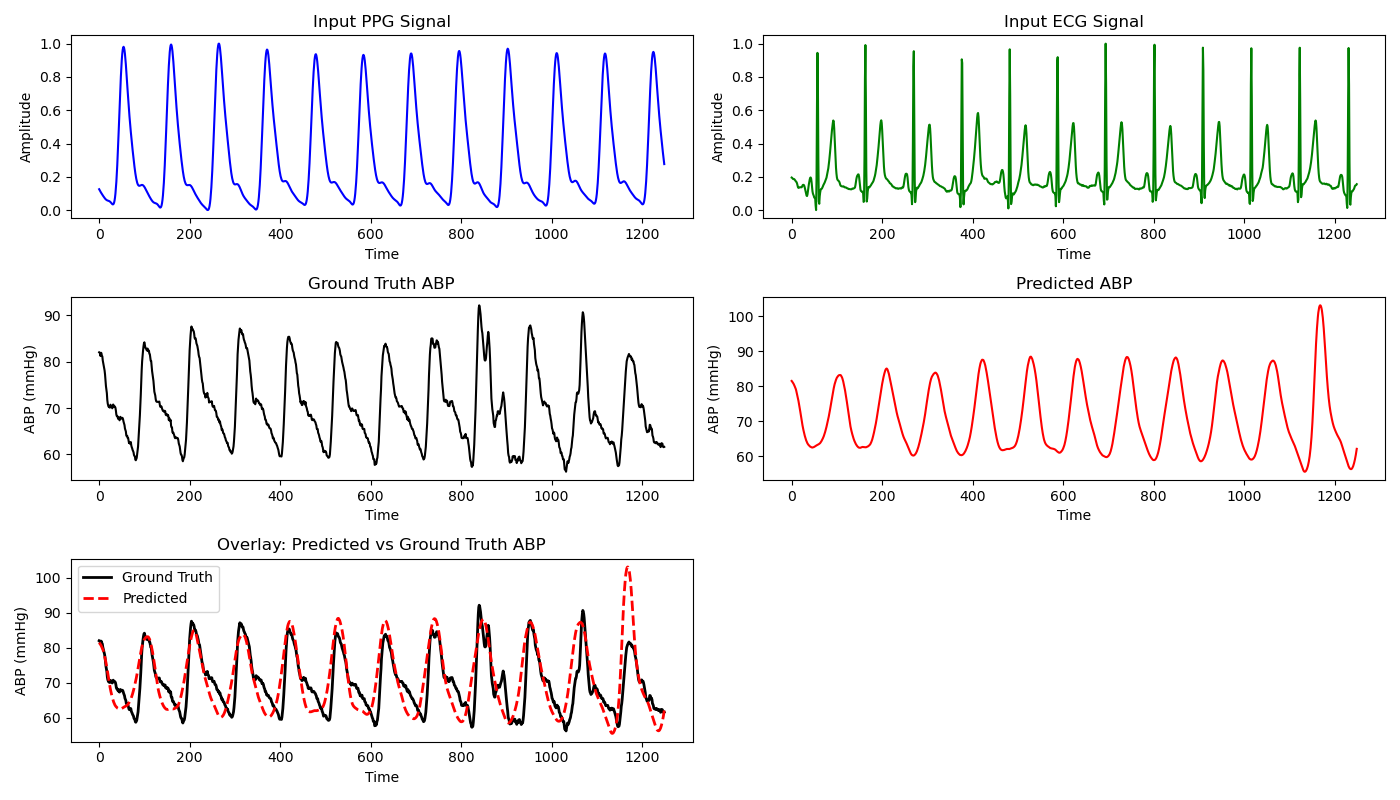 Input PPG Signal
Amplitude
1.0
0.8
0.6
0.4
0.2
0.0
0 200 400 600 800 1000 1200
Time
Input ECG Signal
Amplitude
1.0
0.8
0.6
0.4
0.2
0.0
0 200 400 600 800 1000 1200
Time
Ground Truth ABP
ABP (mmHg)
90
80
70
60
0 200 400 600 800 1000 1200
Time
Predicted ABP
ABP (mmHg)
100
90
80
70
60
0 200 400 600 800 1000 1200
Time
Overlay: Predicted vs Ground Truth ABP
ABP (mmHg)
100
90
80
70
60
Ground Truth
Predicted
0 200 400 600 800 1000 1200
Time